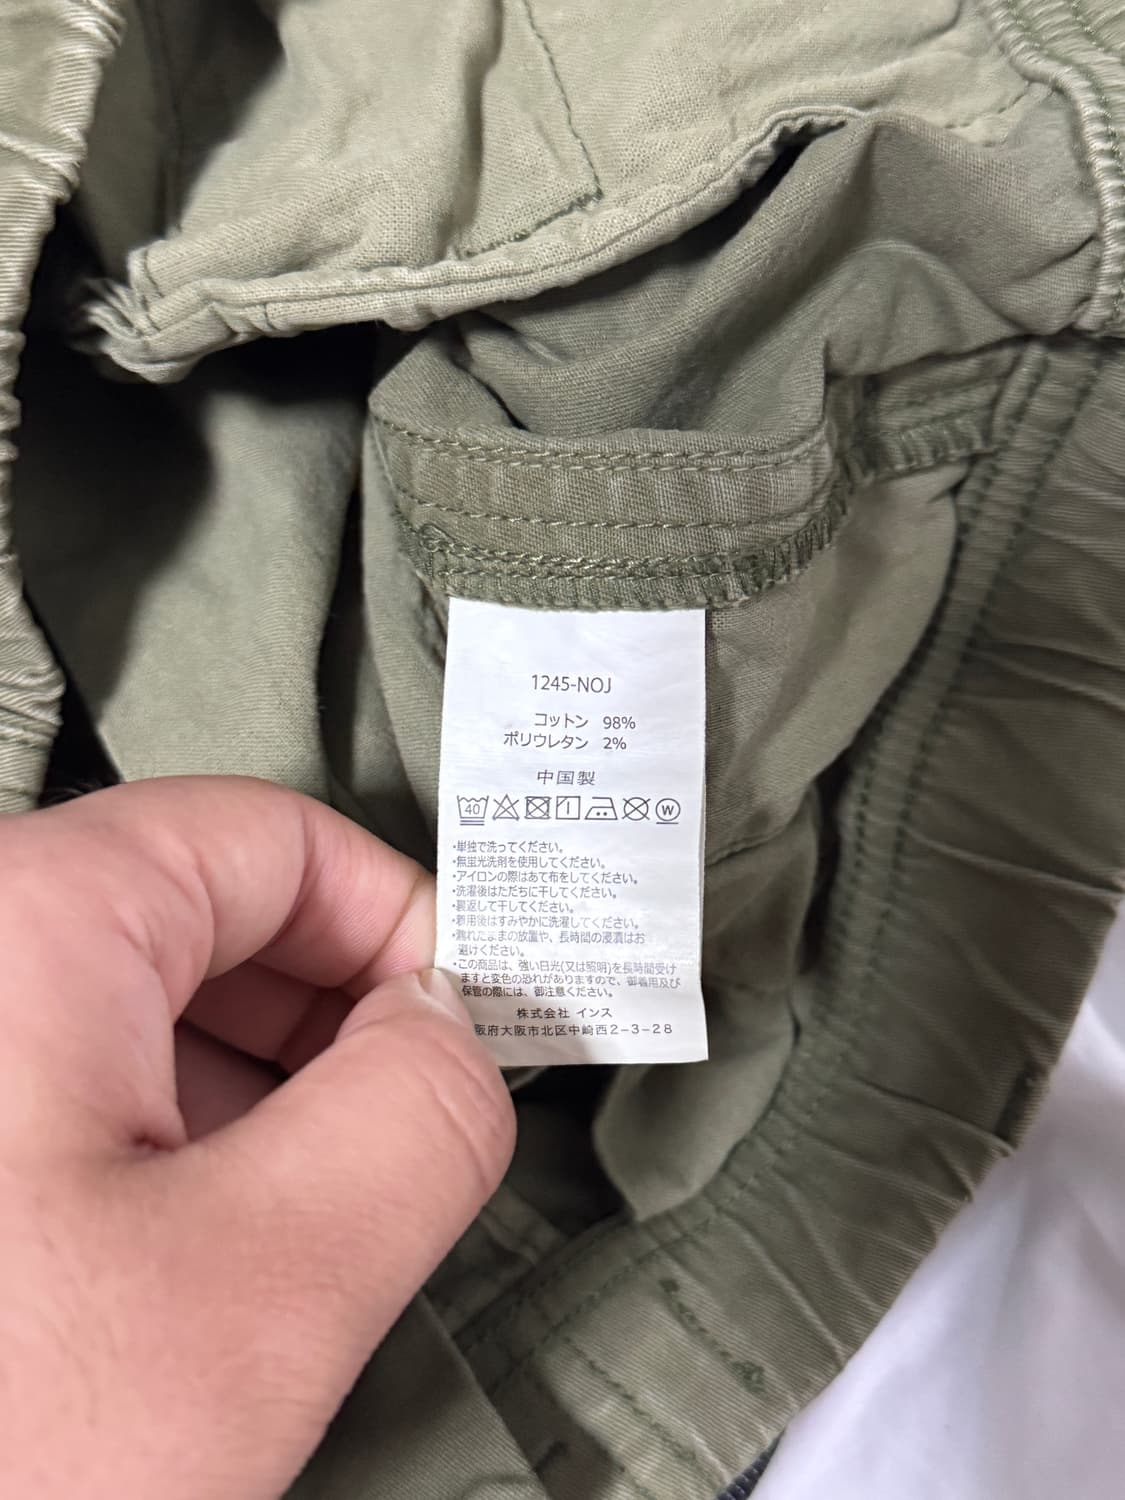 1245-NOJ
コットン 98%
ポリウレタン 2%
中国製
40 W
・単独で洗ってください。
・無蛍光洗剤を使用してください。
・アイロンの際はあて布をしてください。
・洗濯後はただちに干してください。
・裏返して干してください。
・着用後はすみやかに洗濯してください。
・濡れたままの放置や、長時間の浸漬はお
避けください。
・この商品は、強い日光(又は照明)を長時間受け
ますと変色の恐れがありますので、御着用及び
保管の際には、御注意ください。
株式会社 インス
阪府大阪市北区中崎西2-3-28